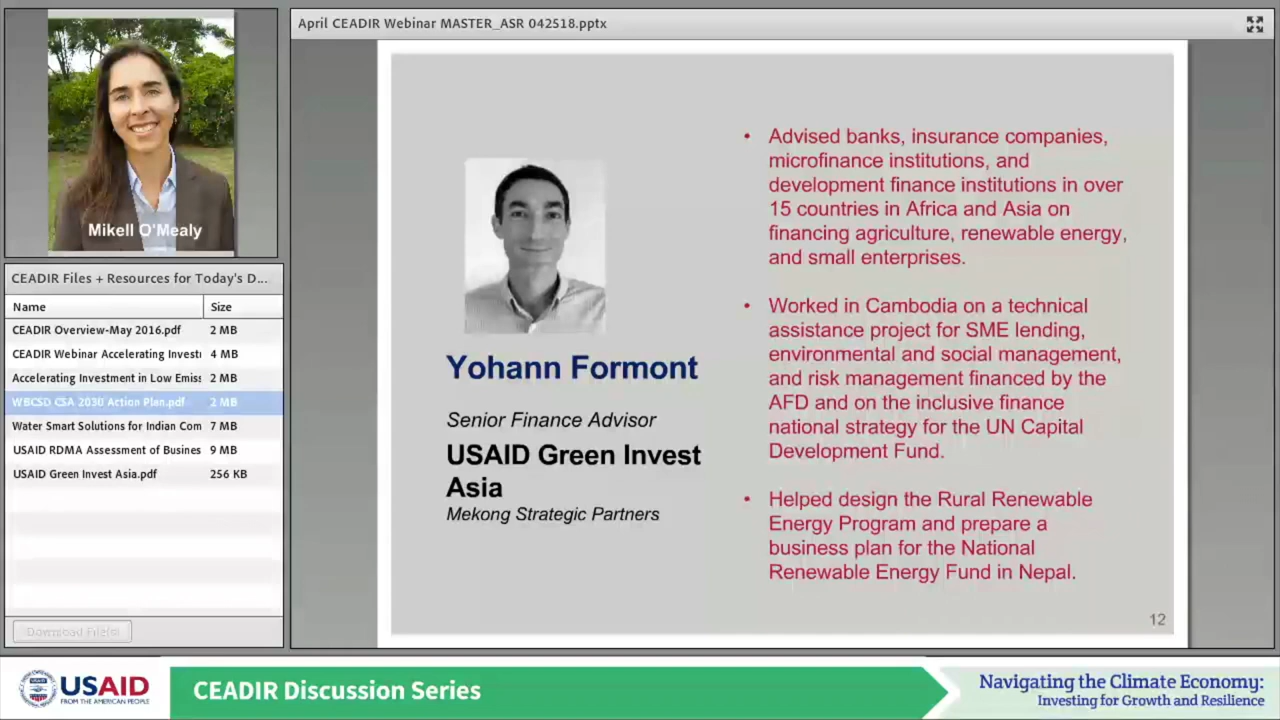 April CEADIR Webinar MASTER_ASR 042518.pptx
Mikell O'Mealy
CEADIR Files + Resources for Today's D...
Name Size
CEADIR Overview-May 2016.pdf 2 MB
CEADIR Webinar Accelerating Investi 4 MB
Accelerating Investment in Low Emiss 2 MB
WBCSD CSA 2030 Action Plan.pdf 2 MB
Water Smart Solutions for Indian Com 7 MB
USAID RDMA Assessment of Busines 9 MB
USAID Green Invest Asia.pdf 256 KB
Download File(s)
Yohann Formont
Senior Finance Advisor
USAID Green Invest
Asia
Mekong Strategic Partners
• Advised banks, insurance companies,
microfinance institutions, and
development finance institutions in over
15 countries in Africa and Asia on
financing agriculture, renewable energy,
and small enterprises.
• Worked in Cambodia on a technical
assistance project for SME lending,
environmental and social management,
and risk management financed by the
AFD and on the inclusive finance
national strategy for the UN Capital
Development Fund.
• Helped design the Rural Renewable
Energy Program and prepare a
business plan for the National
Renewable Energy Fund in Nepal.
12
USAID
FROM THE AMERICAN PEOPLE
CEADIR Discussion Series
Navigating the Climate Economy:
Investing for Growth and Resilience